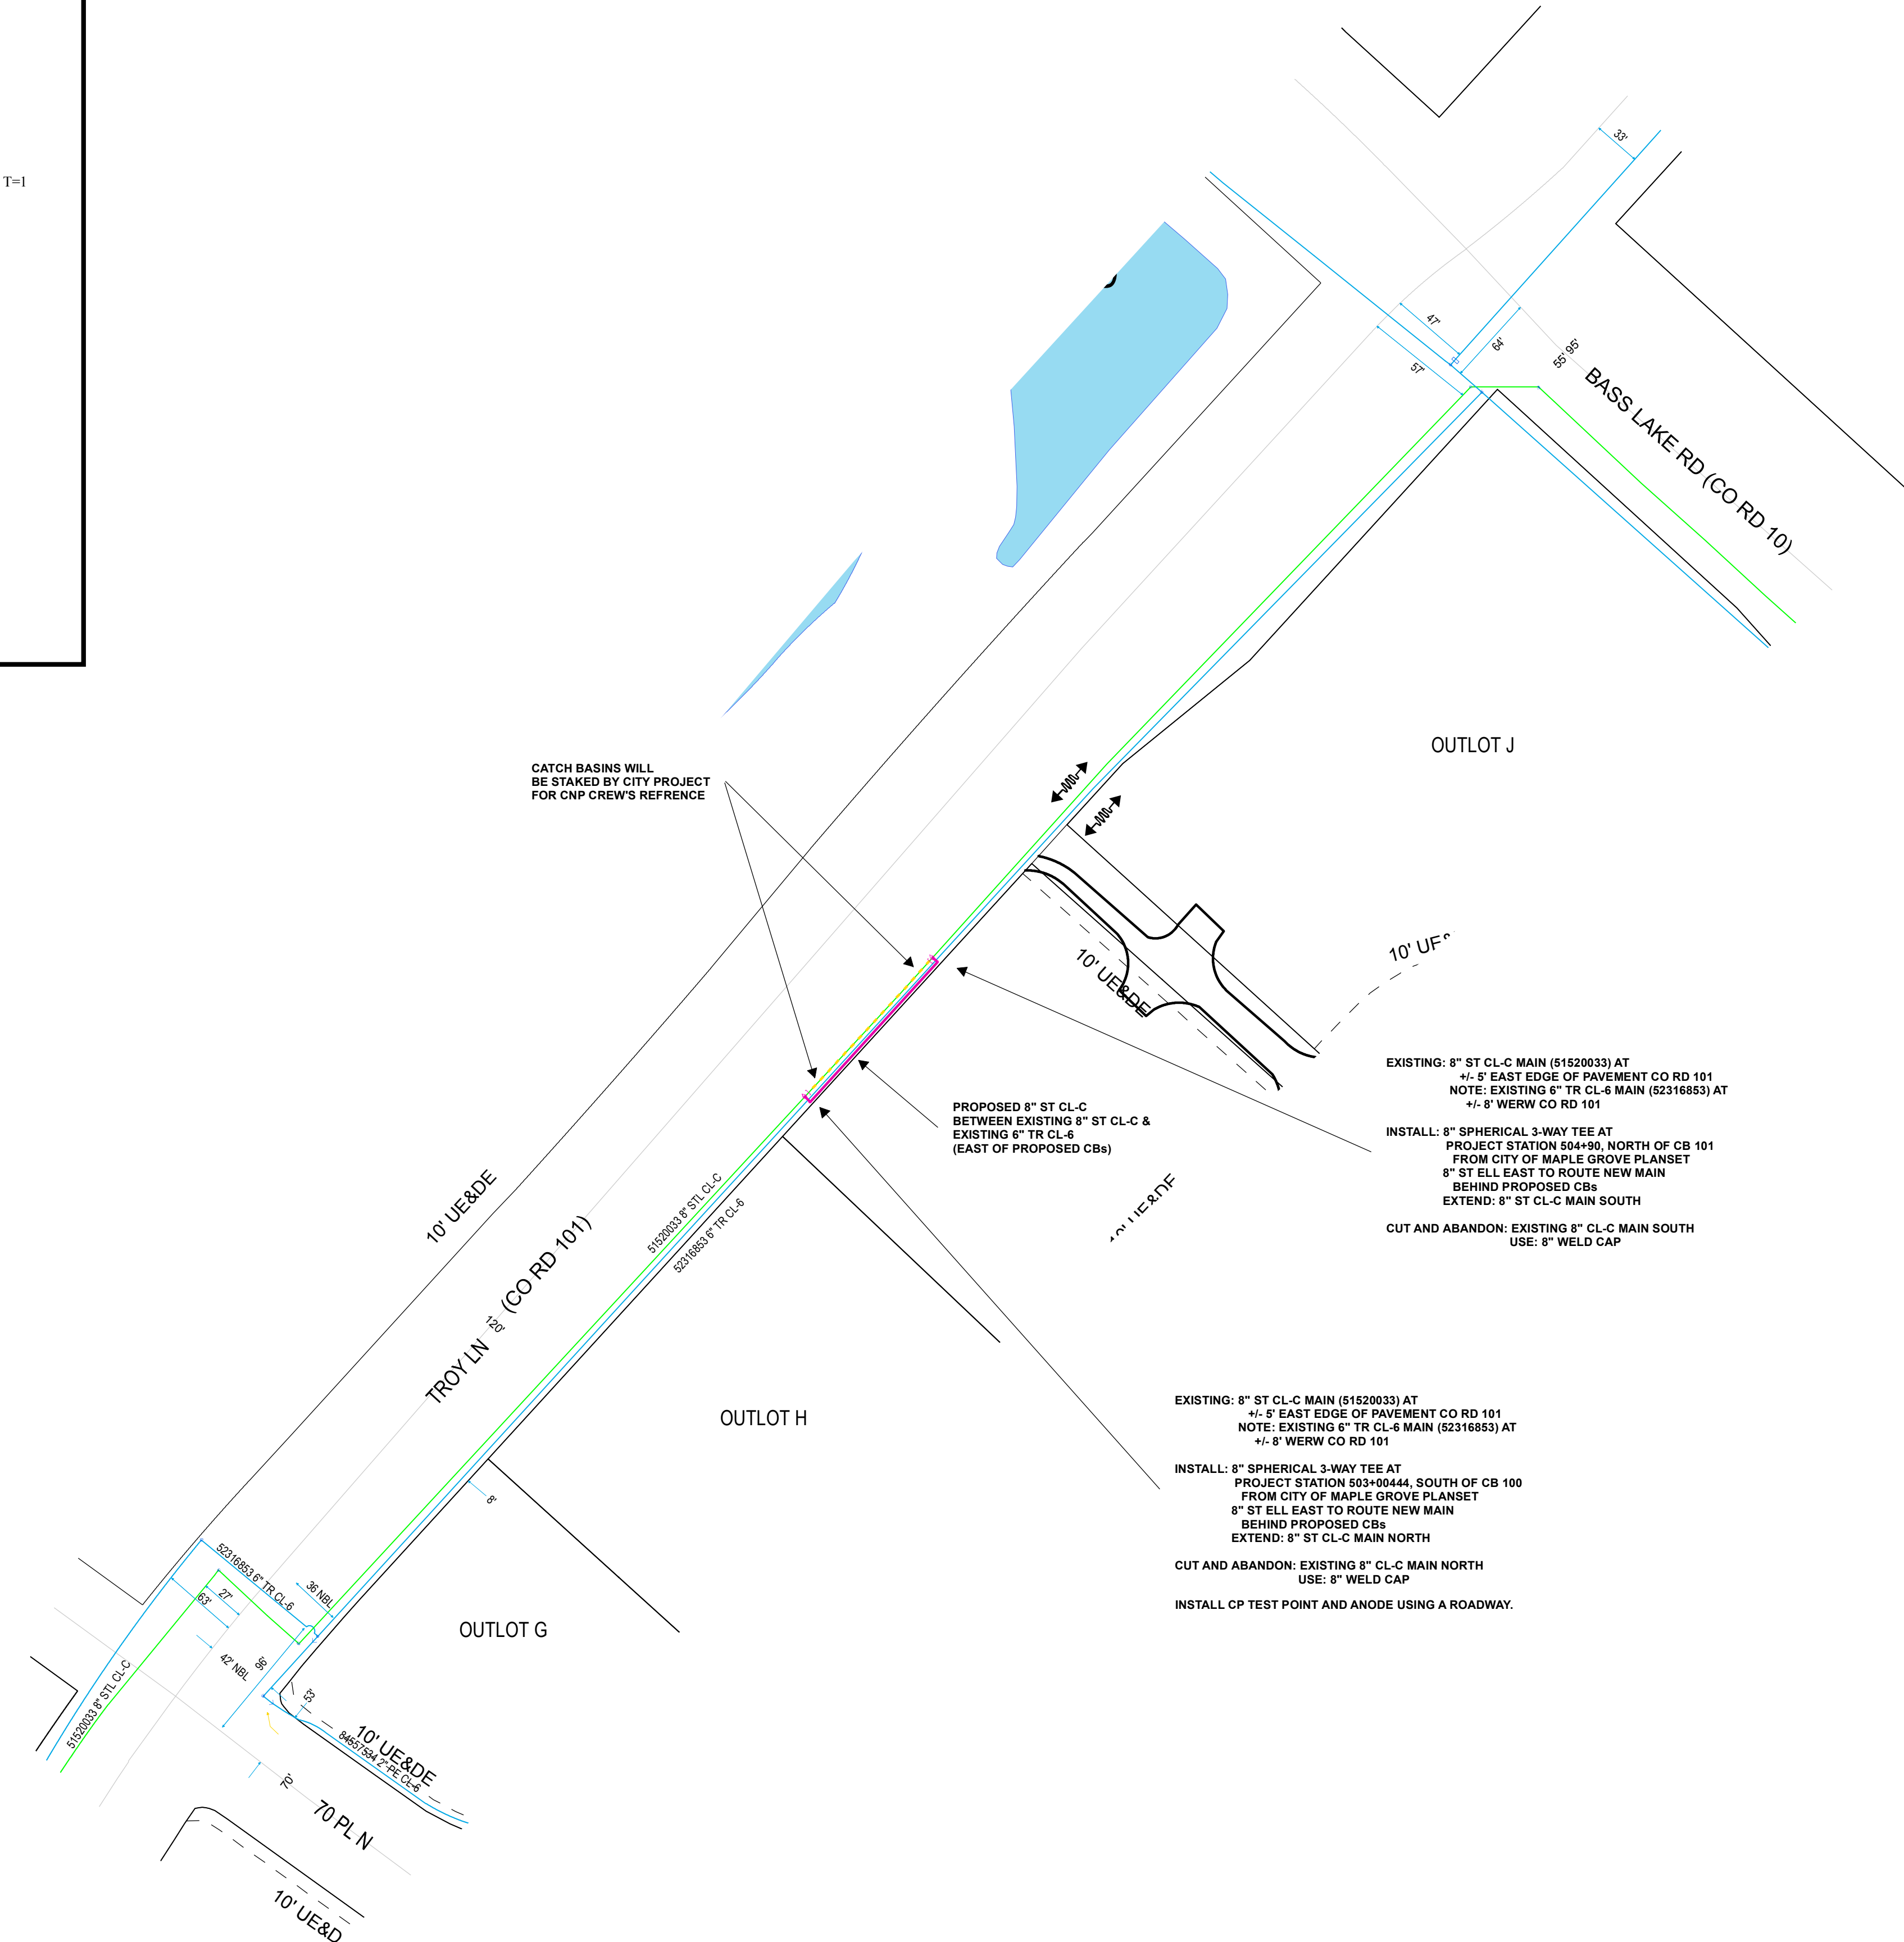 T=1
33'
47'
64'
57'
55' 95'
BASS LAKE RD (CO RD 10)
OUTLOT J
CATCH BASINS WILL
BE STAKED BY CITY PROJECT
FOR CNP CREW'S REFRENCE
10' UE&DE
10' UE&
EXISTING: 8" ST CL-C MAIN (51520033) AT
+/- 5' EAST EDGE OF PAVEMENT CO RD 101
NOTE: EXISTING 6" TR CL-6 MAIN (52316853) AT
+/- 8' WERW CO RD 101
INSTALL: 8" SPHERICAL 3-WAY TEE AT
PROJECT STATION 504+90, NORTH OF CB 101
FROM CITY OF MAPLE GROVE PLANSET
8" ST ELL EAST TO ROUTE NEW MAIN
BEHIND PROPOSED CBs
EXTEND: 8" ST CL-C MAIN SOUTH
CUT AND ABANDON: EXISTING 8" CL-C MAIN SOUTH
USE: 8" WELD CAP
PROPOSED 8" ST CL-C
BETWEEN EXISTING 8" ST CL-C &
EXISTING 6" TR CL-6
(EAST OF PROPOSED CBs)
10' UE&DE
10' UE&DE
51520033 8" STL CL-C
52316853 6" TR CL-6
TROY LN (CO RD 101)
120'
OUTLOT H
EXISTING: 8" ST CL-C MAIN (51520033) AT
+/- 5' EAST EDGE OF PAVEMENT CO RD 101
NOTE: EXISTING 6" TR CL-6 MAIN (52316853) AT
+/- 8' WERW CO RD 101
INSTALL: 8" SPHERICAL 3-WAY TEE AT
PROJECT STATION 503+00444, SOUTH OF CB 100
FROM CITY OF MAPLE GROVE PLANSET
8" ST ELL EAST TO ROUTE NEW MAIN
BEHIND PROPOSED CBs
EXTEND: 8" ST CL-C MAIN NORTH
CUT AND ABANDON: EXISTING 8" CL-C MAIN NORTH
USE: 8" WELD CAP
INSTALL CP TEST POINT AND ANODE USING A ROADWAY.
8'
52316853 6" TR CL-6
36 NBL
27'
63'
OUTLOT G
42' NBL
96'
53'
51520033 8" STL CL-C
10' UE&DE
84557534 2"-PE CL-6
70'
70 PL N
10' UE&D